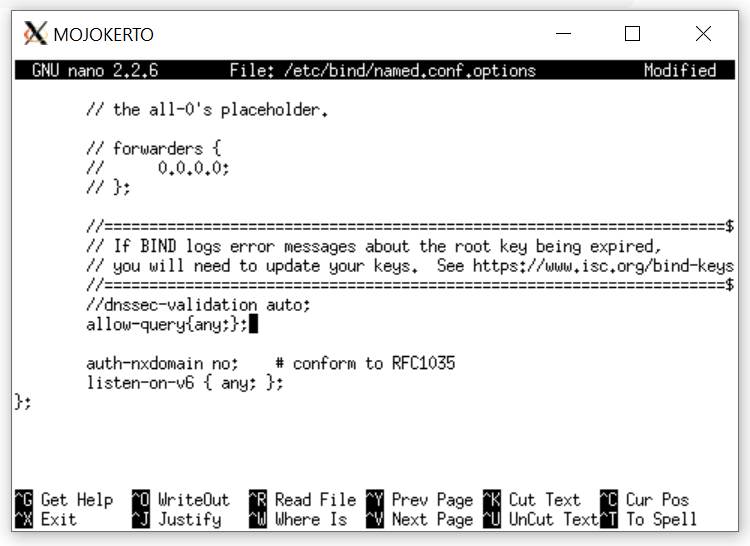 MOJOKERTO
GNU nano 2.2.6 File: /etc/bind/named.conf.options Modified
// the all-0's placeholder.
// forwarders {
// 0.0.0.0;
// };
//=====================================================================$
// If BIND logs error messages about the root key being expired,
// you will need to update your keys. See https://www.isc.org/bind-keys
//=====================================================================$
//dnssec-validation auto;
allow-query{any;};
auth-nxdomain no; # conform to RFC1035
listen-on-v6 { any; };
};
^G Get Help ^O WriteOut ^R Read File ^Y Prev Page ^K Cut Text ^C Cur Pos
^X Exit ^J Justify ^W Where Is ^V Next Page ^U UnCut Text ^T To Spell